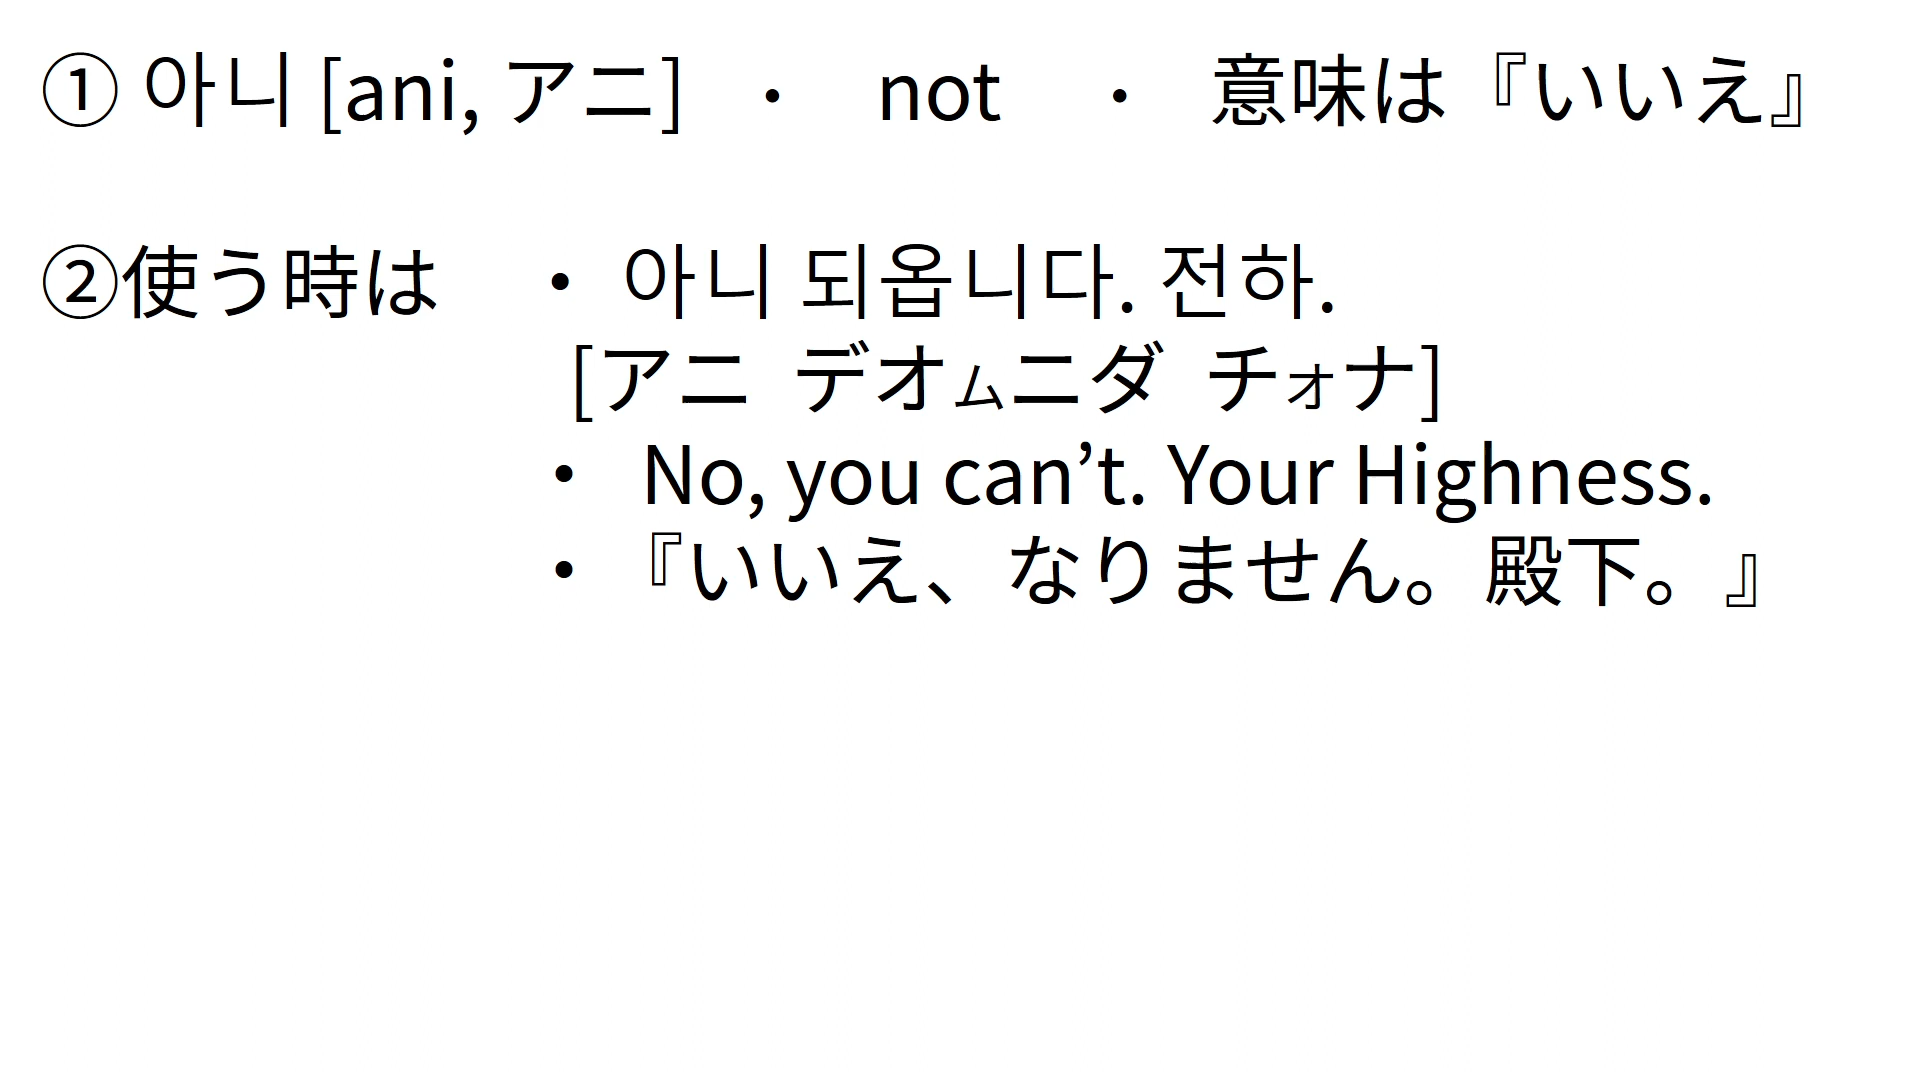 ① 아니 [ani, アニ] ・ not ・ 意味は『いいえ』
②使う時は ・ 아니 되옵니다. 전하.
[アニ デオムニダ チォナ]
・ No, you can’t. Your Highness.
・ 『いいえ、なりません。殿下。』